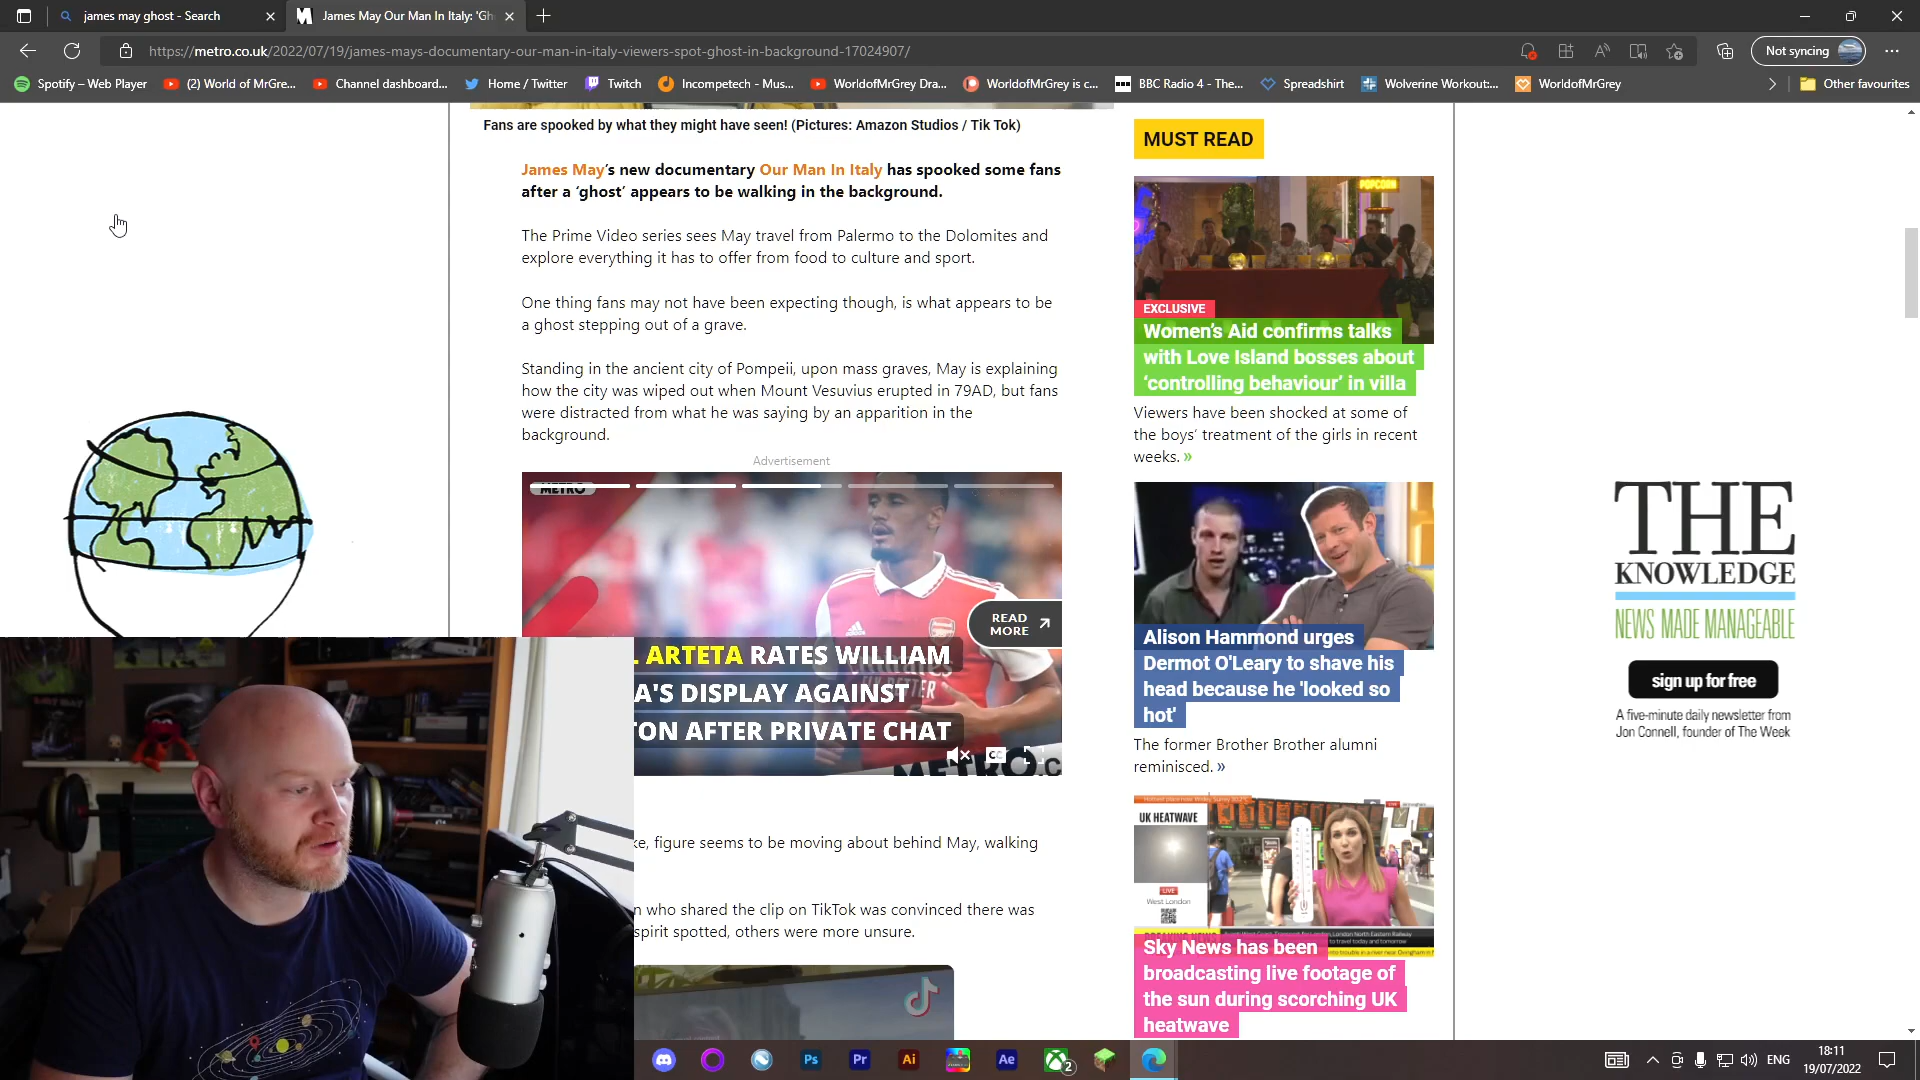 james may ghost - Search
James May Our Man In Italy: 'Gh
https://metro.co.uk/2022/07/19/james-mays-documentary-our-man-in-italy-viewers-spot-ghost-in-background-17024907/
Not syncing
Spotify – Web Player
(2) World of MrGre...
Channel dashboard...
Home / Twitter
Twitch
Incompetech - Mus...
WorldofMrGrey Dra...
WorldofMrGrey is c...
BBC Radio 4 - The...
Spreadshirt
Wolverine Workout:...
WorldofMrGrey
Other favourites
Fans are spooked by what they might have seen! (Pictures: Amazon Studios / Tik Tok)
James May's new documentary Our Man In Italy has spooked some fans
after a ‘ghost’ appears to be walking in the background.
The Prime Video series sees May travel from Palermo to the Dolomites and
explore everything it has to offer from food to culture and sport.
One thing fans may not have been expecting though, is what appears to be
a ghost stepping out of a grave.
Standing in the ancient city of Pompeii, upon mass graves, May is explaining
how the city was wiped out when Mount Vesuvius erupted in 79AD, but fans
were distracted from what he was saying by an apparition in the
background.
Advertisement
METRO
READ
MORE
L ARTETA RATES WILLIAM
A'S DISPLAY AGAINST
TON AFTER PRIVATE CHAT
CC
METRO.C
ke, figure seems to be moving about behind May, walking
n who shared the clip on TikTok was convinced there was
spirit spotted, others were more unsure.
MUST READ
POPCORN
EXCLUSIVE
Women's Aid confirms talks
with Love Island bosses about
‘controlling behaviour’ in villa
Viewers have been shocked at some of
the boys’ treatment of the girls in recent
weeks. »
Alison Hammond urges
Dermot O'Leary to shave his
head because he 'looked so
hot'
The former Brother Brother alumni
reminisced. »
UK HEATWAVE
LIVE
West London
Sky News has been
broadcasting live footage of
the sun during scorching UK
heatwave
THE
KNOWLEDGE
NEWS MADE MANAGEABLE
sign up for free
A five-minute daily newsletter from
Jon Connell, founder of The Week
Ps
Pr
Ai
Ae
2
ENG
18:11
19/07/2022